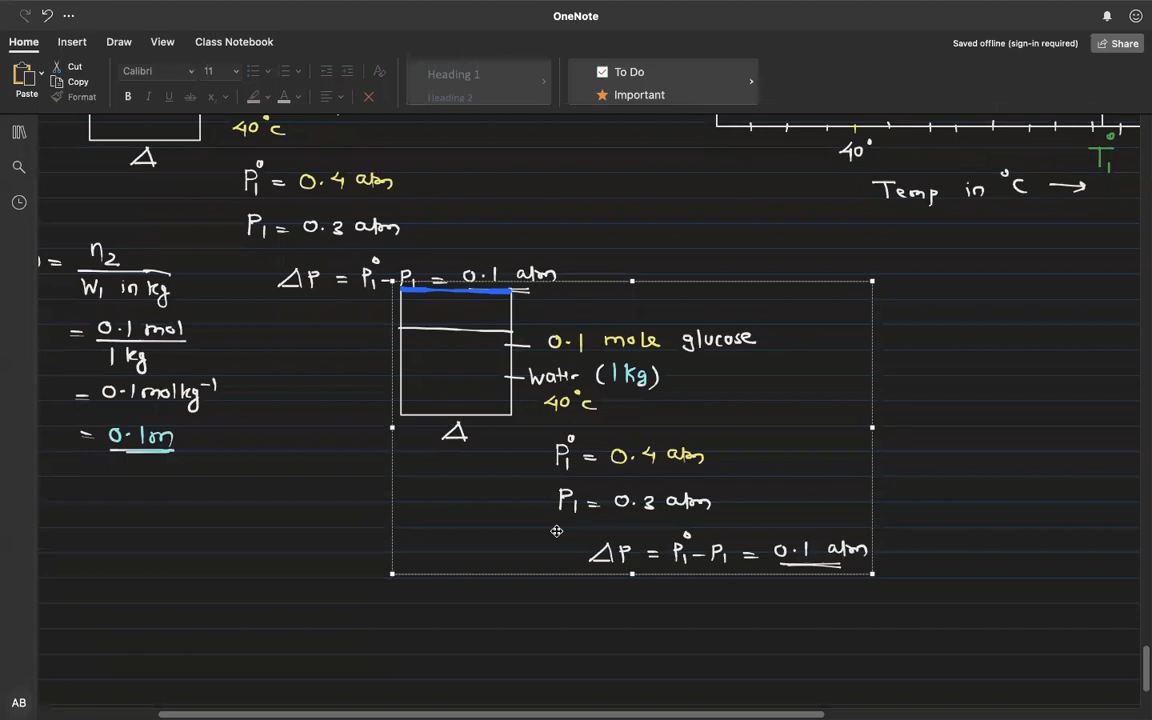 OneNote
Home Insert Draw View Class Notebook
Saved offline (sign-in required) Share
Paste Cut Copy Format
Calibri 11
B I U ab x A
Heading 1
Heading 2
To Do
Important
40°C
Δ
P₁° = 0.4 atm
P₁ = 0.3 atm
ΔP = P₁° - P₁ = 0.1 atm
= n₂ / W₁ in kg
= 0.1 mol / 1 kg
= 0.1 mol kg⁻¹
= 0.1m
40°
T₁°
Temp in °C →
0.1 mole glucose
Water (1 kg)
40°C
Δ
P₁° = 0.4 atm
P₁ = 0.3 atm
ΔP = P₁° - P₁ = 0.1 atm
AB